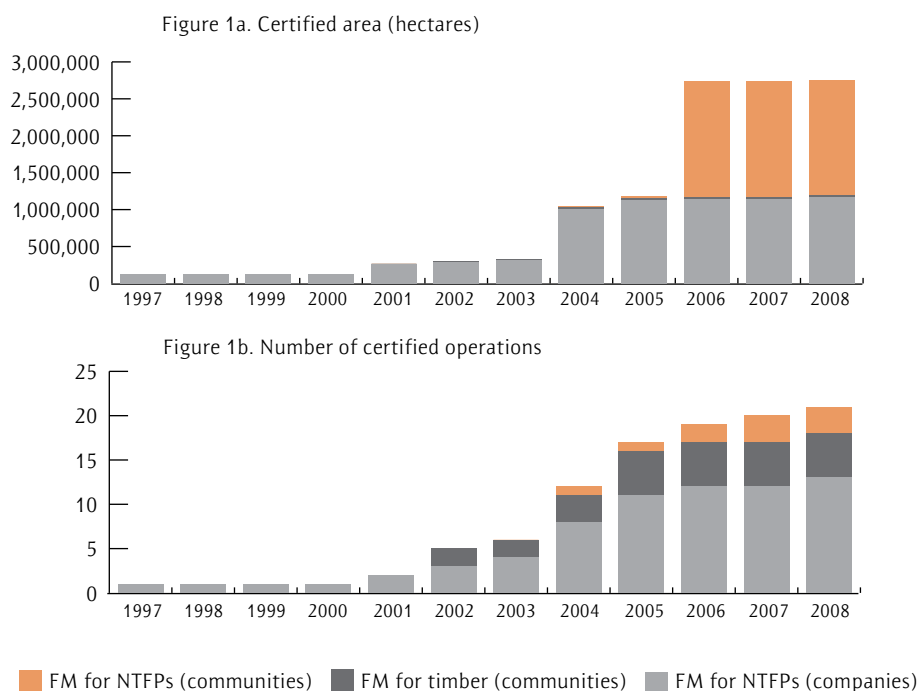 Figure 1a. Certified area (hectares)
3,000,000
2,500,000
2,000,000
1,500,000
1,000,000
500,000
0
1997 1998 1999 2000 2001 2002 2003 2004 2005 2006 2007 2008
Figure 1b. Number of certified operations
25
20
15
10
5
0
1997 1998 1999 2000 2001 2002 2003 2004 2005 2006 2007 2008
FM for NTFPs (communities) FM for timber (communities) FM for NTFPs (companies)